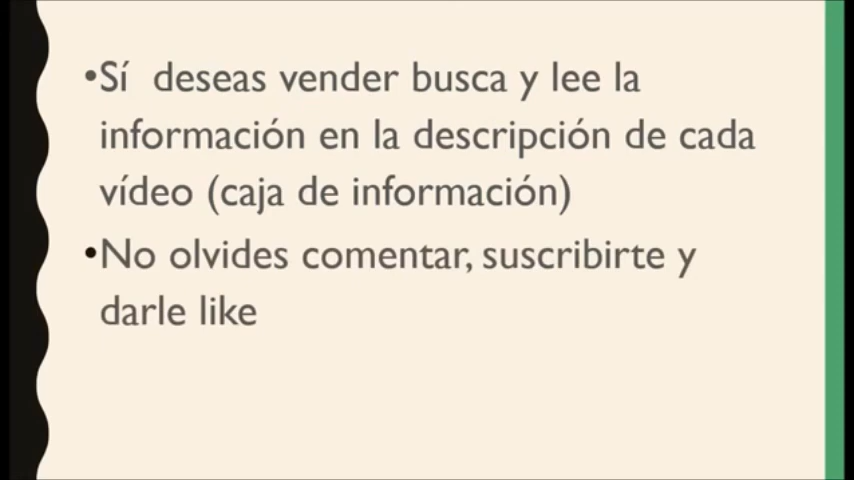 •Sí  deseas vender busca y lee la
información en la descripción de cada
vídeo (caja de información)
•No olvides comentar, suscribirte y
darle like